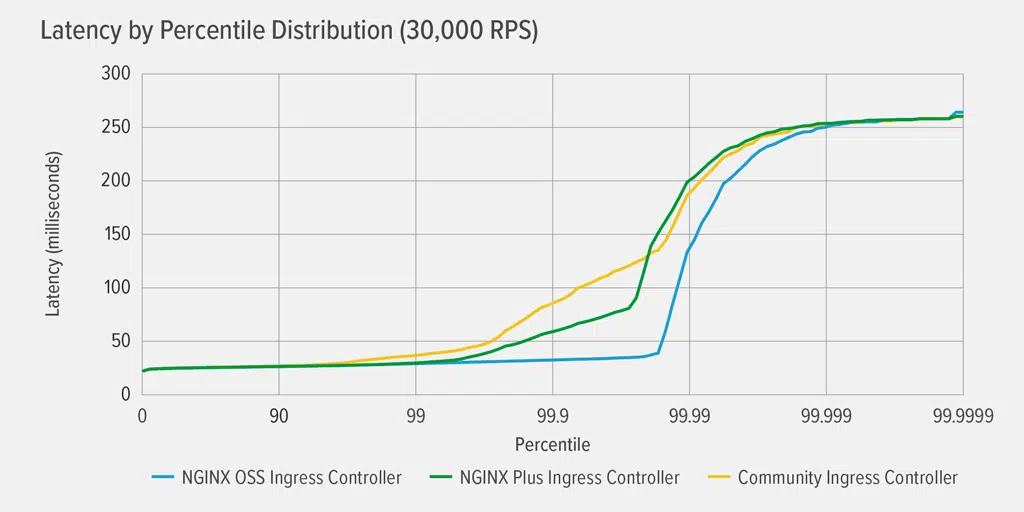 Latency by Percentile Distribution (30,000 RPS)
300
250
200
150
100
50
0
Latency (milliseconds)
0 90 99 99.9 99.99 99.999 99.9999
Percentile
NGINX OSS Ingress Controller NGINX Plus Ingress Controller Community Ingress Controller